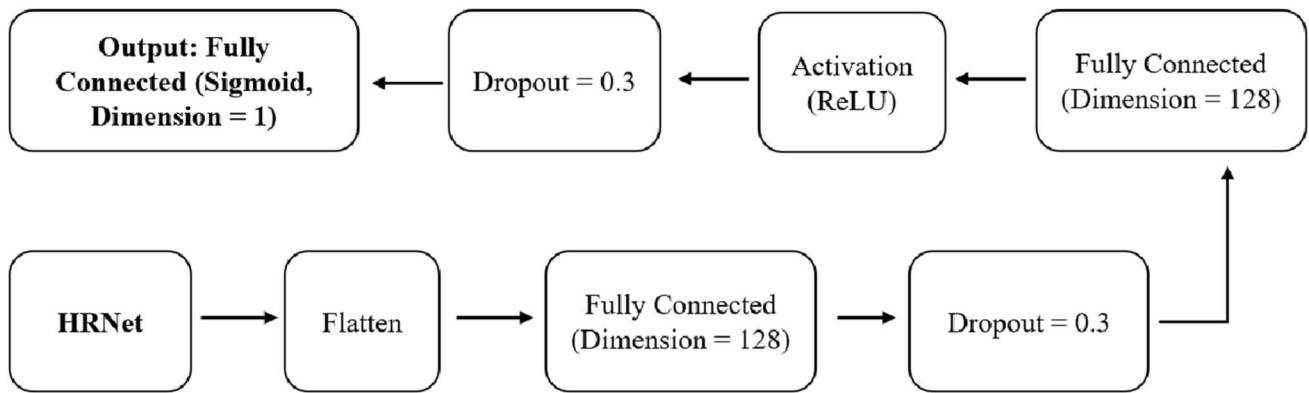 Output: Fully
Connected (Sigmoid,
Dimension = 1)
Dropout = 0.3
Activation
(ReLU)
Fully Connected
(Dimension = 128)
HRNet
Flatten
Fully Connected
(Dimension = 128)
Dropout = 0.3